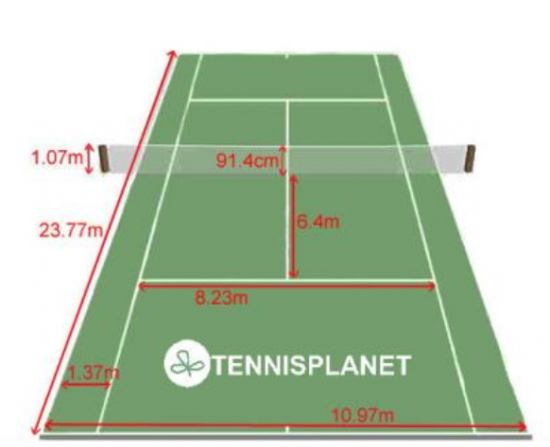 1.07m
91.4cm
23.77m
6.4m
8.23m
TENNISPLANET
1.37m
10.97m